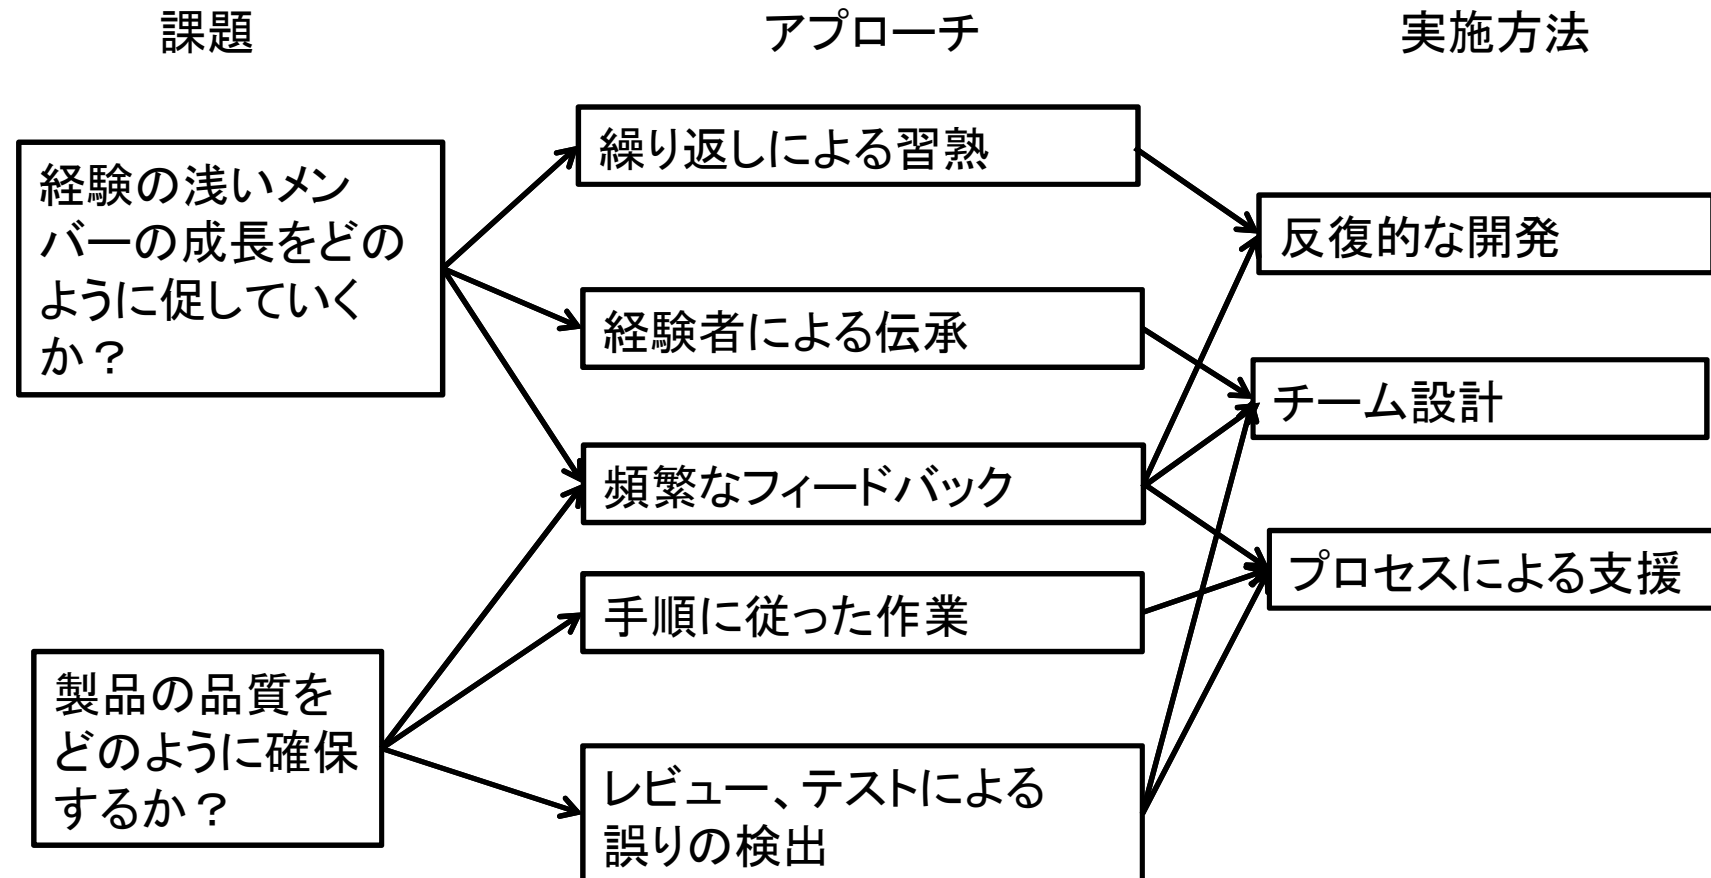 課題
アプローチ
実施方法
経験の浅いメン
バーの成長をどの
ように促していく
か？
製品の品質を
どのように確保
するか？
繰り返しによる習熟
経験者による伝承
頻繁なフィードバック
手順に従った作業
レビュー、テストによる
誤りの検出
反復的な開発
チーム設計
プロセスによる支援